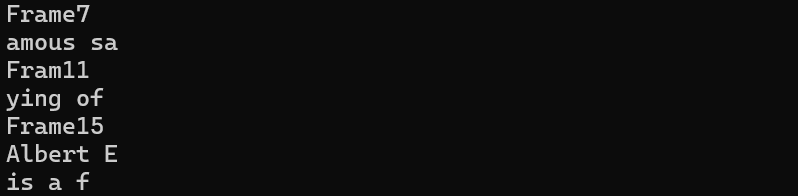 Frame7
amous sa
Fram11
ying of
Frame15
Albert E
is a f